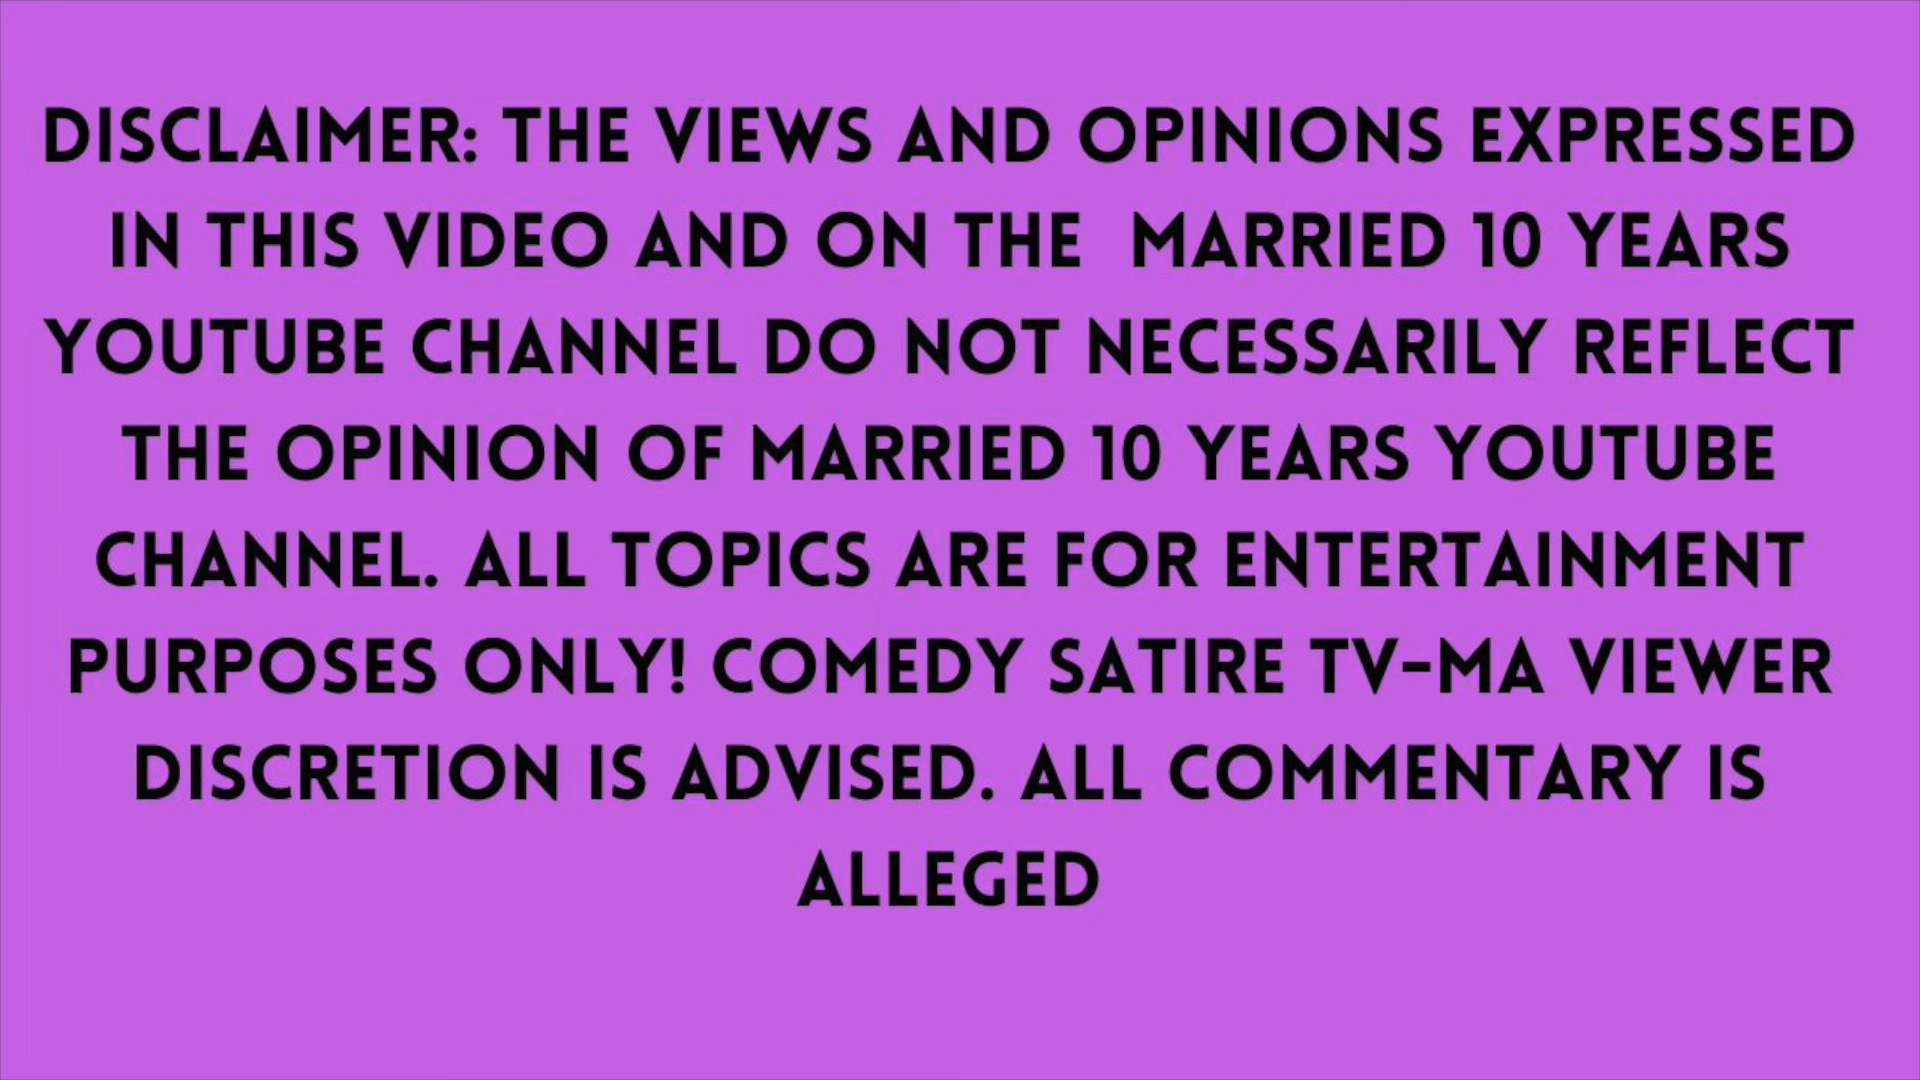 DISCLAIMER: THE VIEWS AND OPINIONS EXPRESSED
IN THIS VIDEO AND ON THE MARRIED 10 YEARS
YOUTUBE CHANNEL DO NOT NECESSARILY REFLECT
THE OPINION OF MARRIED 10 YEARS YOUTUBE
CHANNEL. ALL TOPICS ARE FOR ENTERTAINMENT
PURPOSES ONLY! COMEDY SATIRE TV-MA VIEWER
DISCRETION IS ADVISED. ALL COMMENTARY IS
ALLEGED